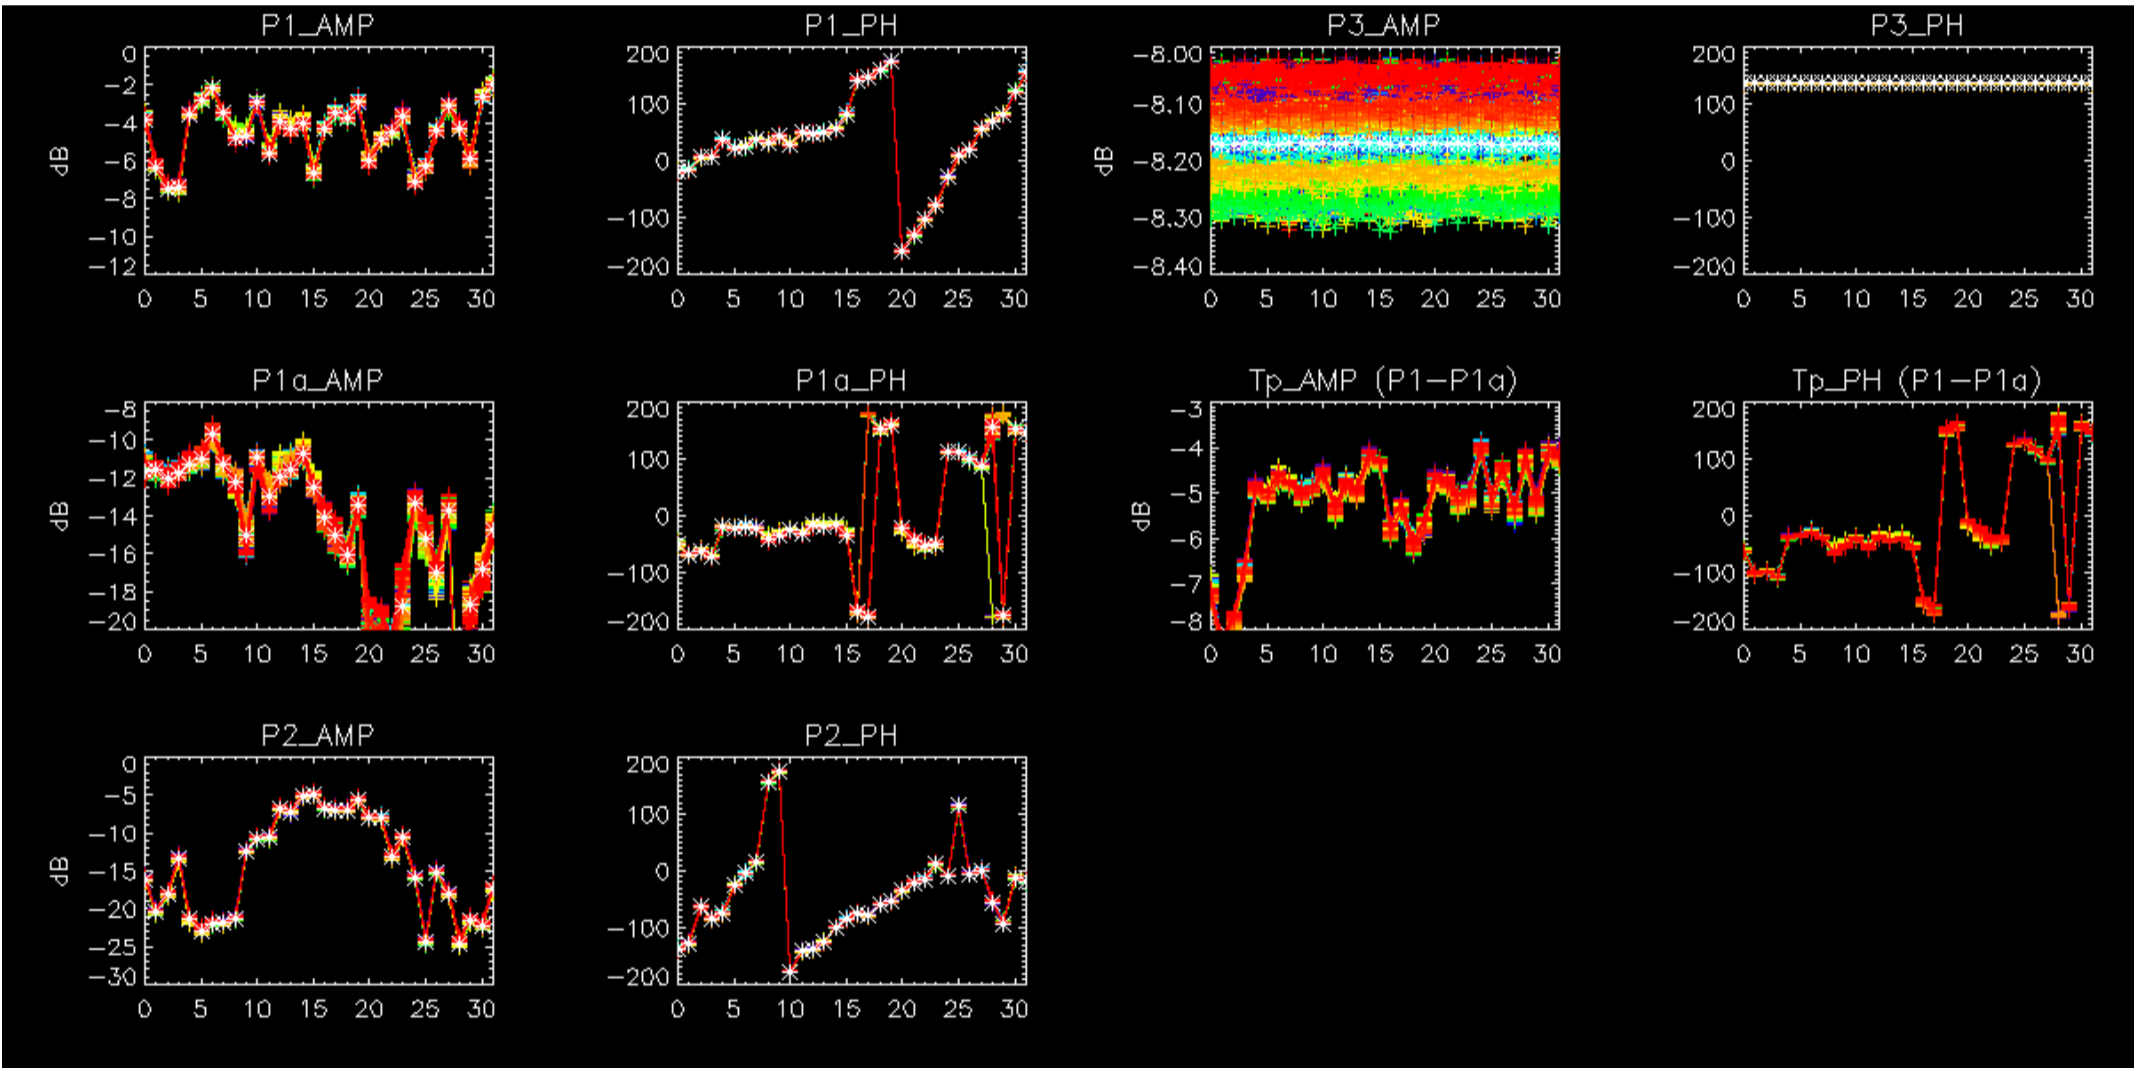 P1_AMP
dB
0
−2
−4
−6
−8
−10
−12
0 5 10 15 20 25 30
P1_PH
200
100
0
−100
−200
0 5 10 15 20 25 30
P3_AMP
dB
−8.00
−8.10
−8.20
−8.30
−8.40
0 5 10 15 20 25 30
P3_PH
200
100
0
−100
−200
0 5 10 15 20 25 30
P1a_AMP
dB
−8
−10
−12
−14
−16
−18
−20
0 5 10 15 20 25 30
P1a_PH
200
100
0
−100
−200
0 5 10 15 20 25 30
Tp_AMP (P1−P1a)
dB
−3
−4
−5
−6
−7
−8
0 5 10 15 20 25 30
Tp_PH (P1−P1a)
200
100
0
−100
−200
0 5 10 15 20 25 30
P2_AMP
dB
0
−5
−10
−15
−20
−25
−30
0 5 10 15 20 25 30
P2_PH
200
100
0
−100
−200
0 5 10 15 20 25 30